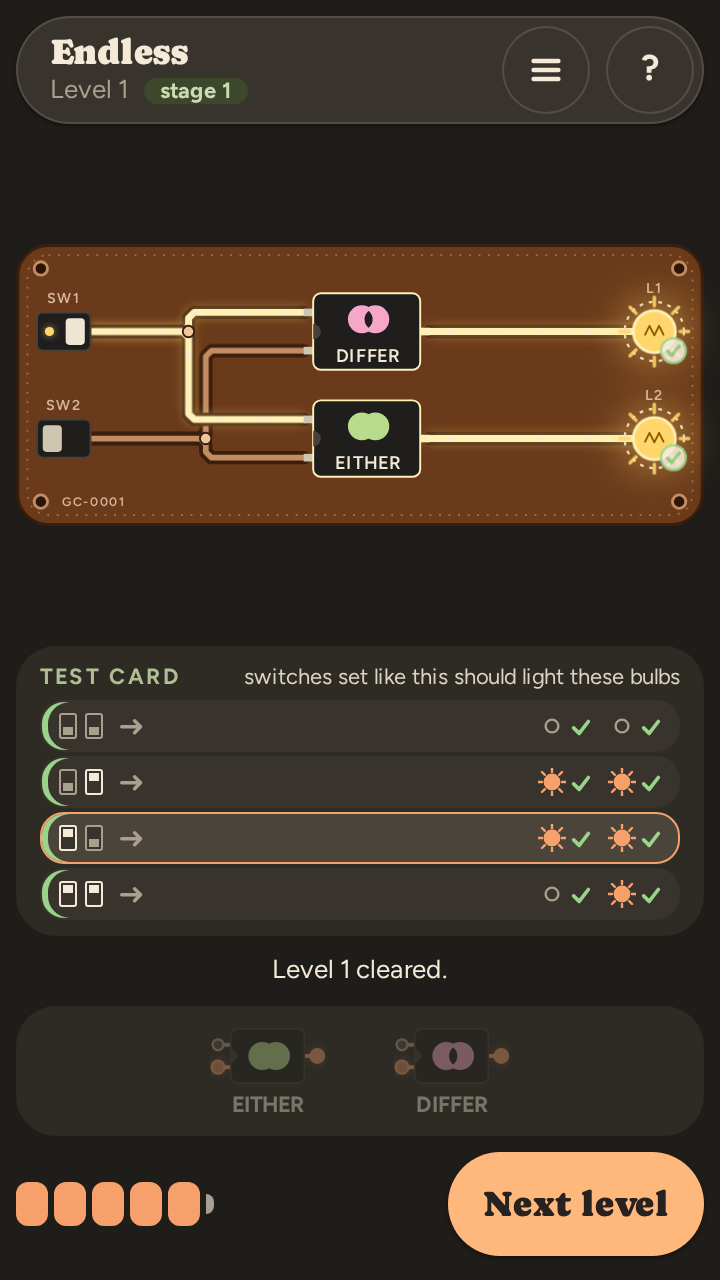 Endless
Level 1 stage 1
?
SW1
SW2
DIFFER
EITHER
L1
L2
GC-0001
TEST CARD switches set like this should light these bulbs
Level 1 cleared.
EITHER DIFFER
Next level